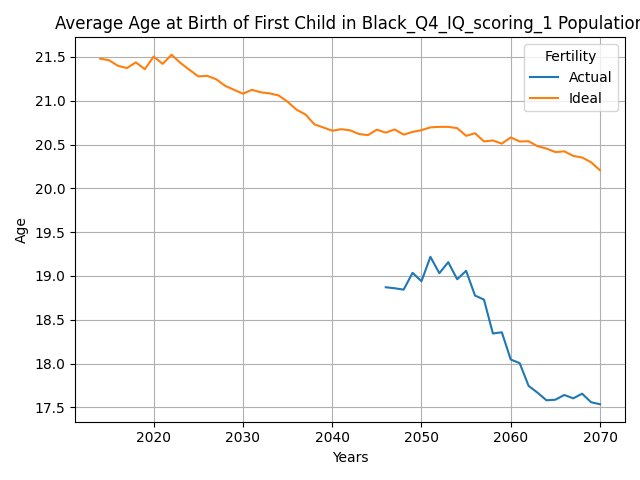 Average Age at Birth of First Child in Black_Q4_IQ_scoring_1 Population
Fertility
Actual
Ideal
Age
21.5
21.0
20.5
20.0
19.5
19.0
18.5
18.0
17.5
2020 2030 2040 2050 2060 2070
Years